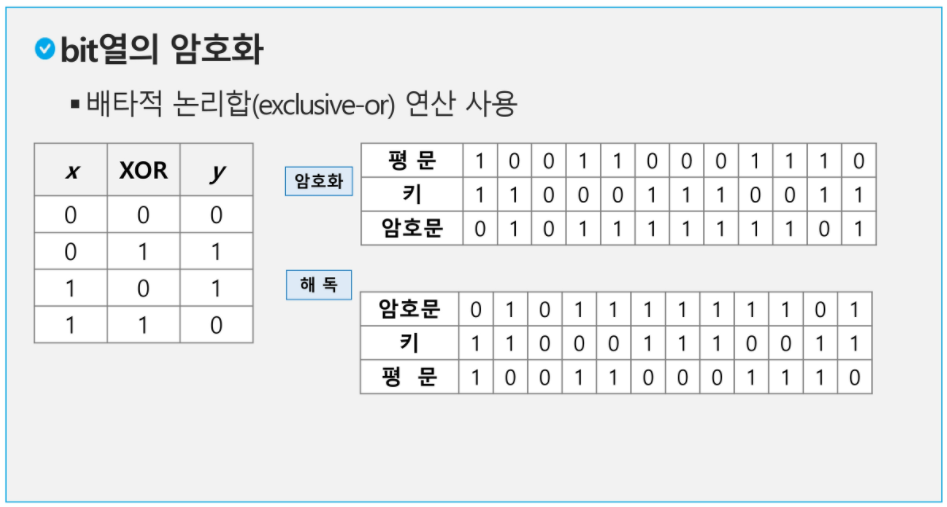 bit열의 암호화
▪ 배타적 논리합(exclusive-or) 연산 사용
x XOR y
0 0 0
0 1 1
1 0 1
1 1 0
암호화
평 문 1 0 0 1 1 0 0 0 1 1 1 0
키 1 1 0 0 0 1 1 1 0 0 1 1
암호문 0 1 0 1 1 1 1 1 1 1 0 1
해 독
암호문 0 1 0 1 1 1 1 1 1 1 0 1
키 1 1 0 0 0 1 1 1 0 0 1 1
평 문 1 0 0 1 1 0 0 0 1 1 1 0